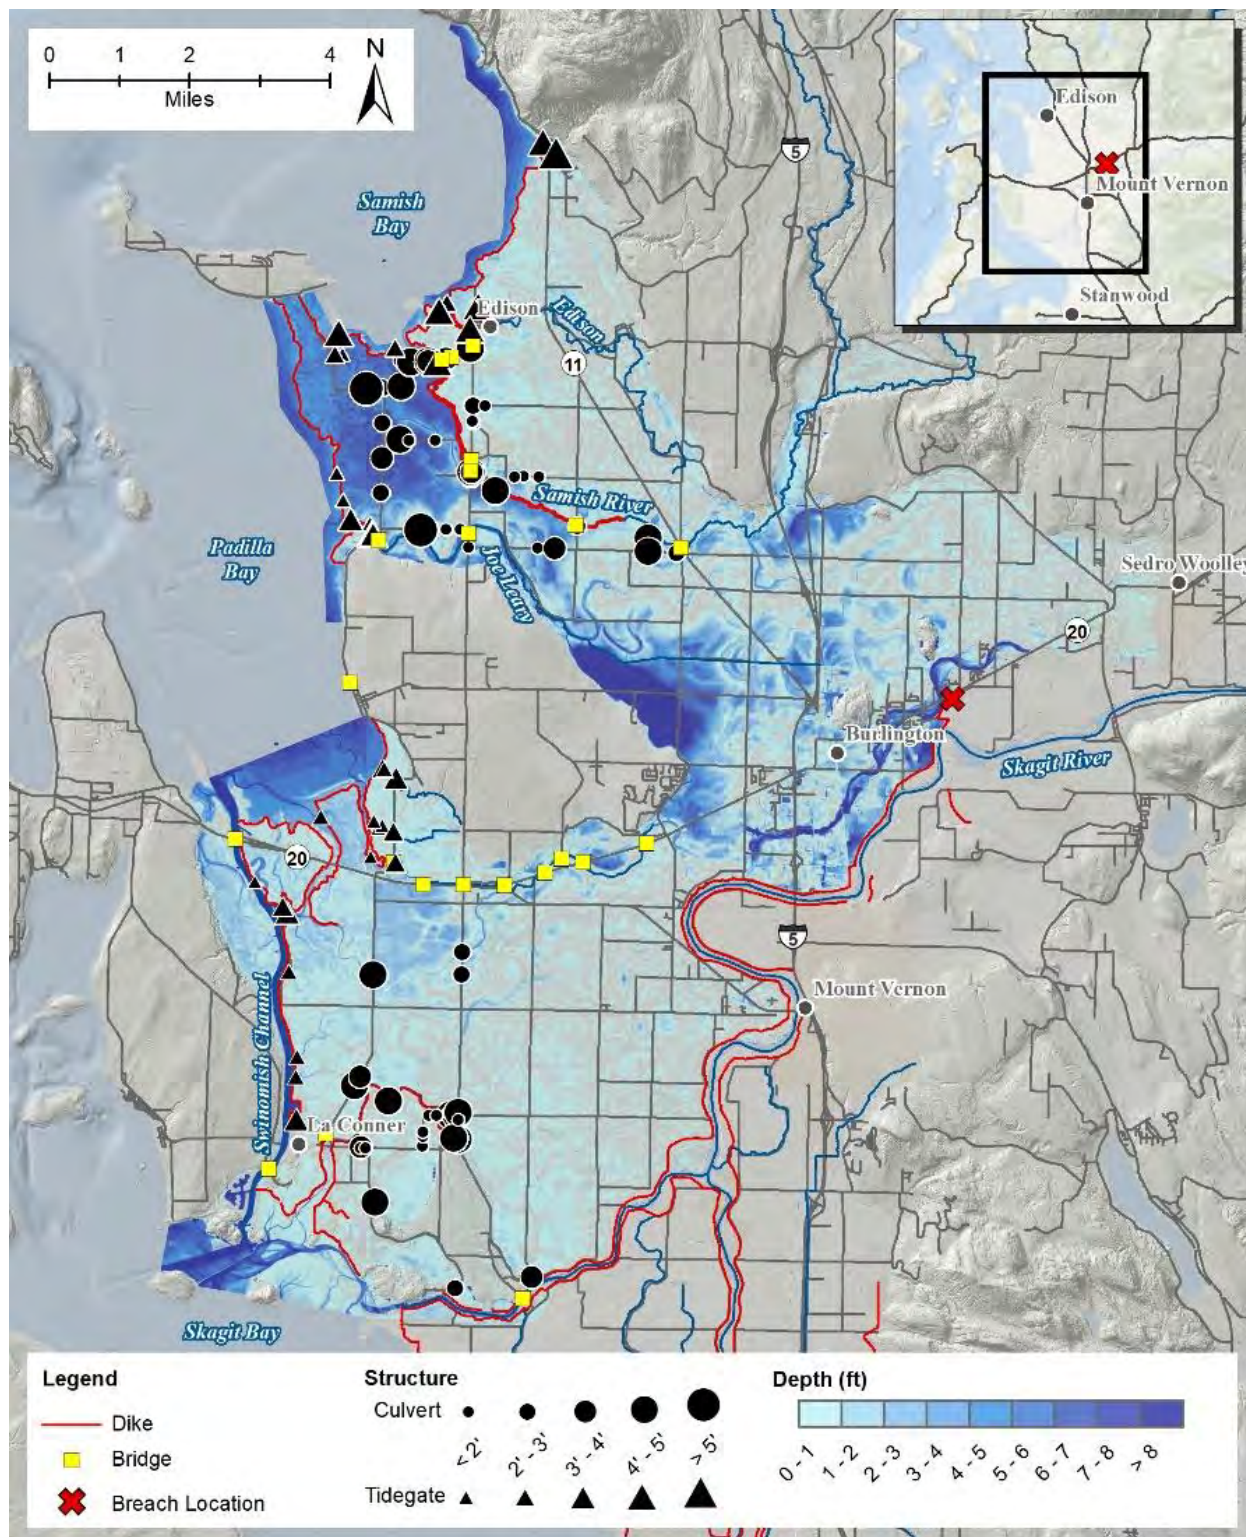 0 1 2 4
Miles
N
Edison
Mount Vernon
Stanwood
5
Samish
Bay
Edison
Edison
11
Samish River
Padilla
Bay
Joe Leary
Sedro Woolley
20
Burlington
Skagit River
20
5
Mount Vernon
Swinomish Channel
La Conner
Skagit Bay
Legend
Dike
Bridge
Breach Location
Structure
Culvert
< 2' 2' - 3' 3' - 4' 4' - 5' > 5'
Tidegate
Depth (ft)
0 - 1 1 - 2 2 - 3 3 - 4 4 - 5 5 - 6 6 - 7 7 - 8 > 8